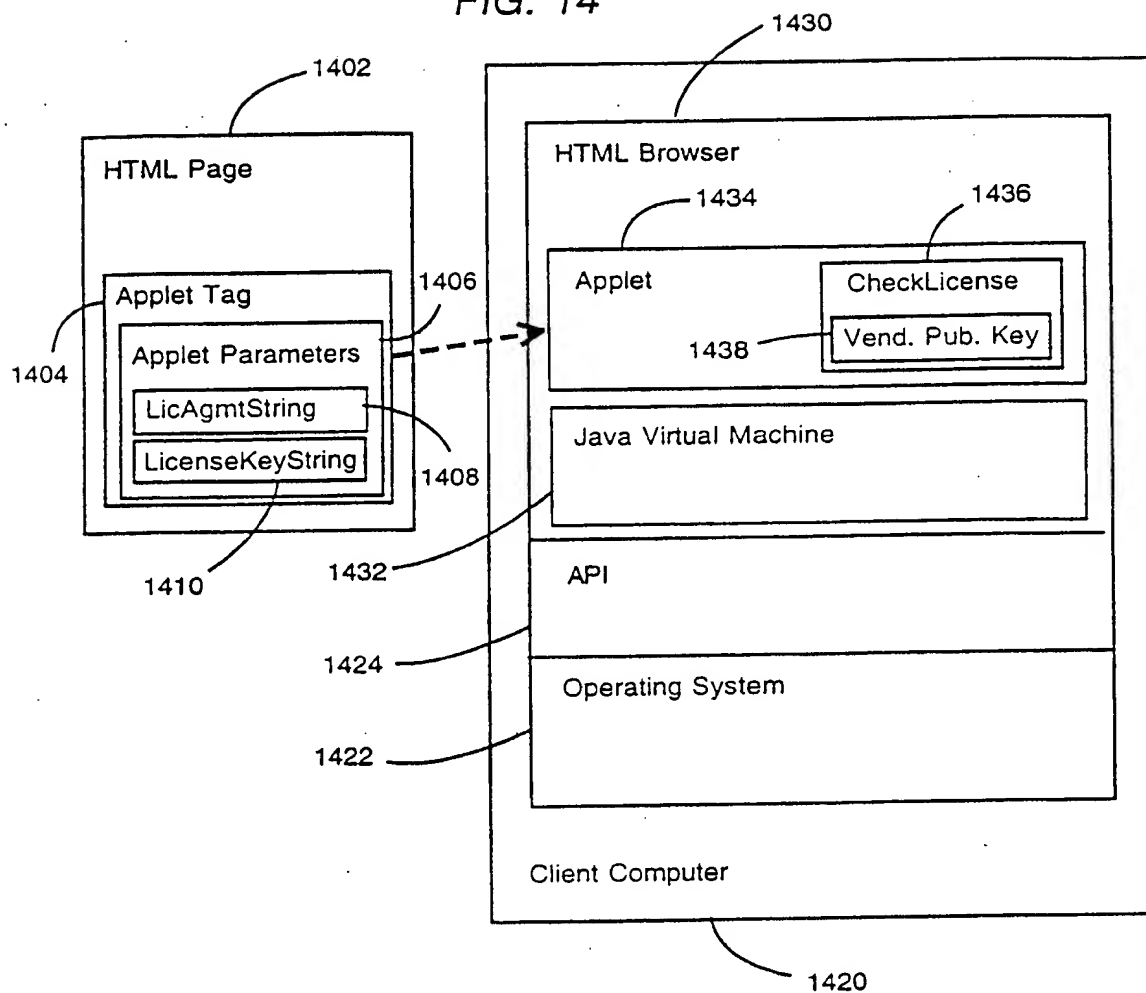 FIG. 14
1430
1402
HTML Page
HTML Browser
1434
1436
1406
Applet Tag
Applet
CheckLicense
Applet Parameters
1438
Vend. Pub. Key
1404
LicAgmtString
Java Virtual Machine
LicenseKeyString
1408
1410
1432
API
1424
Operating System
1422
Client Computer
1420